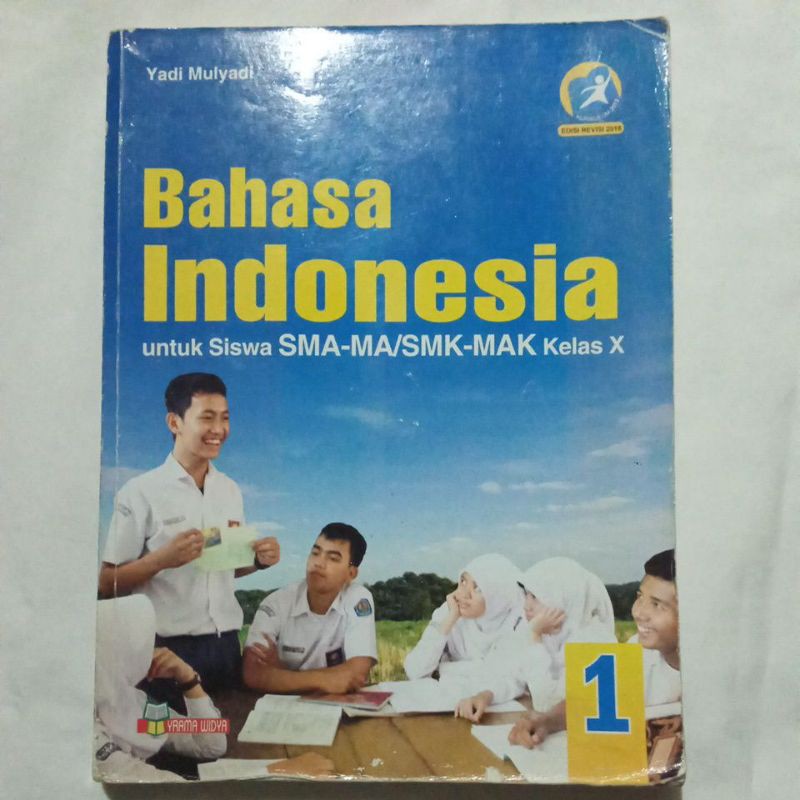 Yadi Mulyadi
EDISI REVISI 2016
Bahasa
Indonesia
untuk Siswa SMA-MA/SMK-MAK Kelas X
1
YRAMA WIDYA